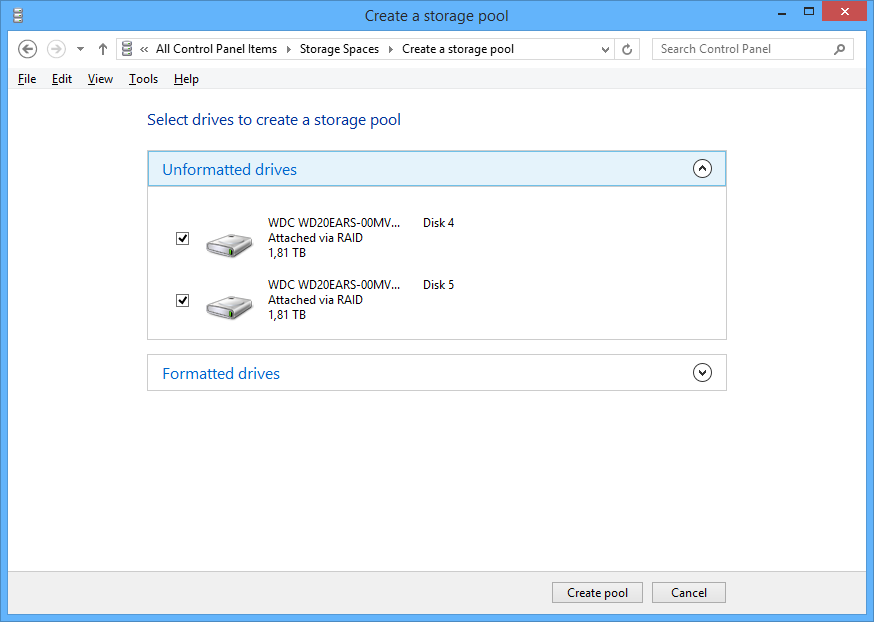 Create a storage pool
« All Control Panel Items Storage Spaces Create a storage pool
Search Control Panel
File Edit View Tools Help
Select drives to create a storage pool
Unformatted drives
WDC WD20EARS-00MV... Disk 4
Attached via RAID
1,81 TB
WDC WD20EARS-00MV... Disk 5
Attached via RAID
1,81 TB
Formatted drives
Create pool Cancel